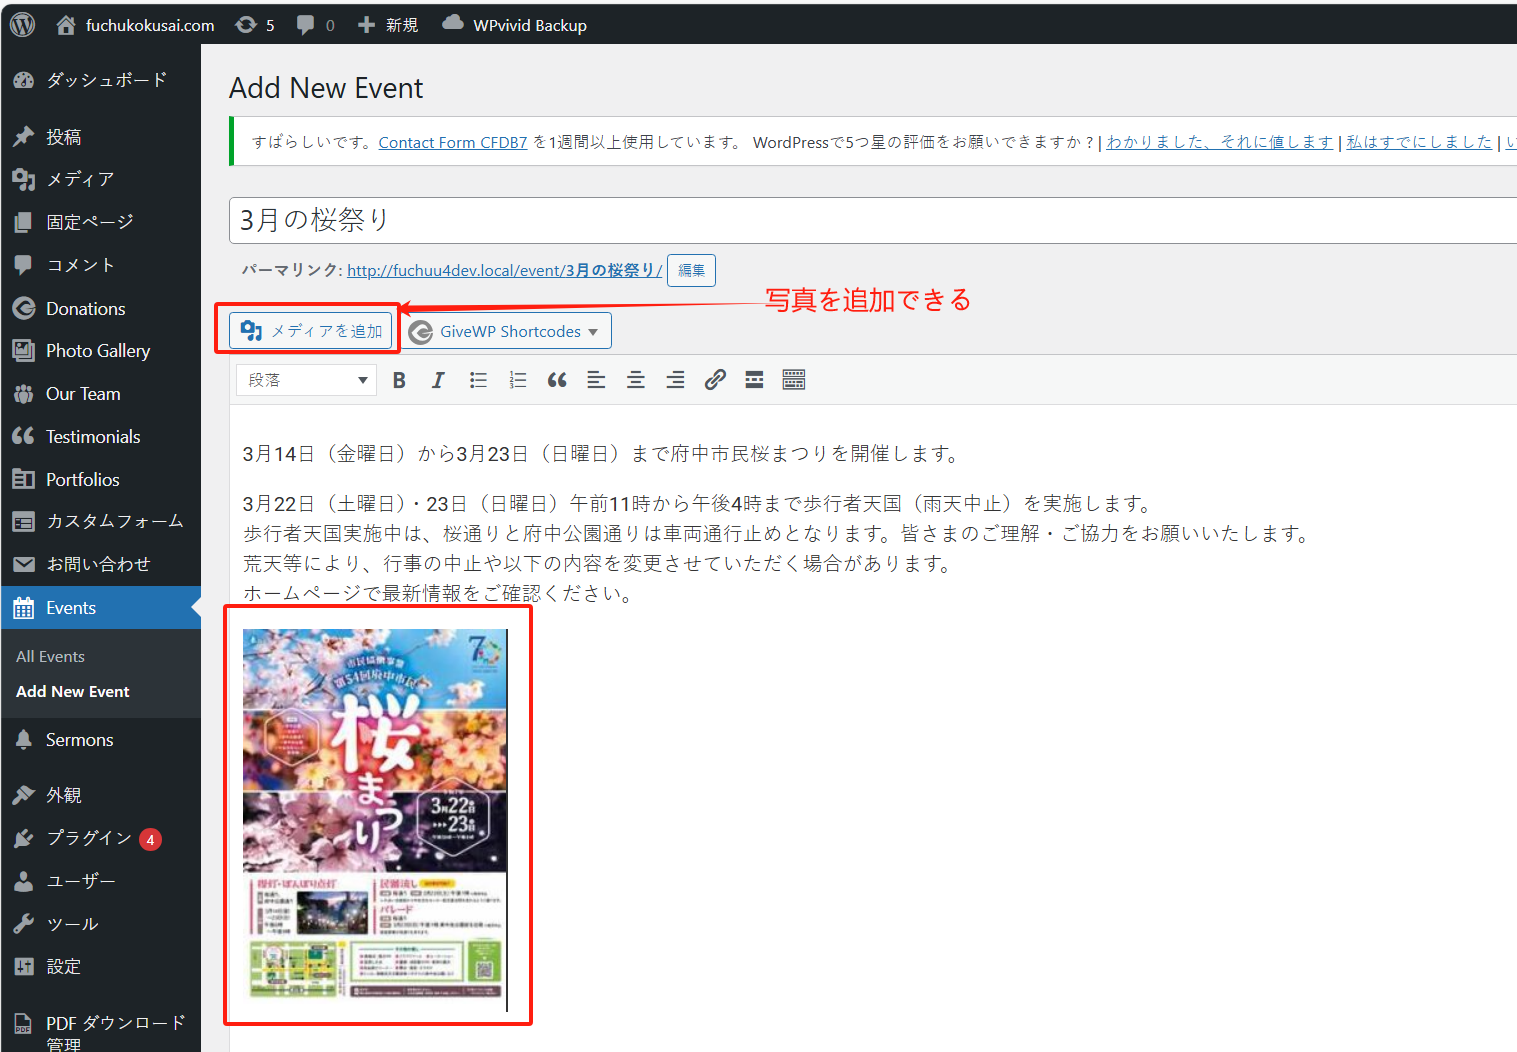 fuchukokusai.com 5 0 新規 WPvivid Backup
ダッシュボード
投稿
メディア
固定ページ
コメント
Donations
Photo Gallery
Our Team
Testimonials
Portfolios
カスタムフォーム
お問い合わせ
Events
All Events
Add New Event
Sermons
外観
プラグイン 4
ユーザー
ツール
設定
PDF ダウンロード
管理
Add New Event
すばらしいです。Contact Form CFDB7 を1週間以上使用しています。 WordPressで5つ星の評価をお願いできますか ? | わかりました、それに値します | 私はすでにしました | い
3月の桜祭り
パーマリンク: http://fuchuu4dev.local/event/3月の桜祭り/ 編集
写真を追加できる
メディアを追加 GiveWP Shortcodes
段落
3月14日（金曜日）から3月23日（日曜日）まで府中市民桜まつりを開催します。
3月22日（土曜日）・23日（日曜日）午前11時から午後4時まで歩行者天国（雨天中止）を実施します。
歩行者天国実施中は、桜通りと府中公園通りは車両通行止めとなります。皆さまのご理解・ご協力をお願いいたします。
荒天等により、行事の中止や以下の内容を変更させていただく場合があります。
ホームページで最新情報をご確認ください。
70
市民協働事業
第54回府中市民
桜まつり
3月22
23日
提灯・ぼんぼり点灯
民踊流し
パレード